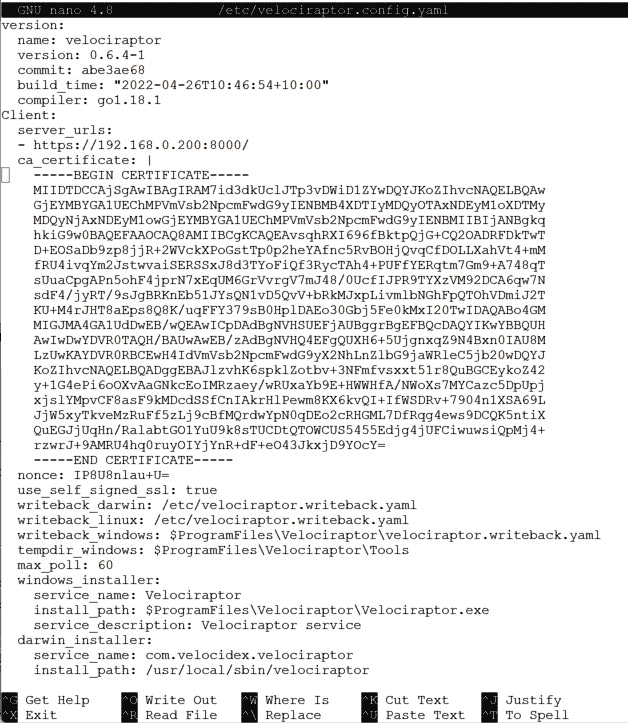 GNU nano 4.8 /etc/velociraptor.config.yaml
version:
  name: velociraptor
  version: 0.6.4-1
  commit: abe3ae68
  build_time: "2022-04-26T10:46:54+10:00"
  compiler: go1.18.1
Client:
  server_urls:
  - https://192.168.0.200:8000/
  ca_certificate: |
    -----BEGIN CERTIFICATE-----
    MIIDTDCCAjSgAwIBAgIRAM7id3dkUclJTp3vDWiD1ZYwDQYJKoZIhvcNAQELBQAw
    GjEYMBYGA1UEChMPVmVsb2NpcmFwdG9yIENBMB4XDTIyMDQyOTAxNDEyM1oXDTMy
    MDQyNjAxNDEyM1owGjEYMBYGA1UEChMPVmVsb2NpcmFwdG9yIENBMIIBIjANBgkq
    hkiG9w0BAQEFAAOCAQ8AMIIBCgKCAQEAvsqhRXI696fBktpQjG+CQ2OADRFDkTwT
    D+EOSaDb9zp8jjR+2WVckXPoGstTp0p2heYAfnc5RvBOHjQvqCfDOLLXahVt4+mM
    fRU4ivqYm2JstwvaiSERSSxJ8d3TYoFiQf3RycTAh4+PUFfYERqtm7Gm9+A748qT
    sUuaCpgAPn5ohF4jprN7xEqUM6GrVvrgV7mJ48/0UcfIJPR9TYXzVM92DCA6qw7N
    sdF4/jyRT/9sJgBRKnEb51JYsQN1vD5QvV+bRkMJxpLivmlbNGhFpQTOhVDmiJ2T
    KU+M4rJHT8aEps8Q8K/uqFFY379sB0HplDAEo30Gbj5Fe0kMxI20TwIDAQABo4GM
    MIGJMA4GA1UdDwEB/wQEAwICpDAdBgNVHSUEFjAUBggrBgEFBQcDAQYIKwYBBQUH
    AwIwDwYDVR0TAQH/BAUwAwEB/zAdBgNVHQ4EFgQUXH6+5UjgnxqZ9N4Bxn0IAU8M
    LzUwKAYDVR0RBCEwH4IdVmVsb2NpcmFwdG9yX2NhLnZlbG9jaWRleC5jb20wDQYJ
    KoZIhvcNAQELBQADggEBAJlzvhK6spklZotbv+3NFmfvsxxt51r8QuBGCEykoZ42
    y+1G4ePi6oOXvAaGNkcEoIMRzaey/wRUxaYb9E+HWWHfA/NWoXs7MYCazc5DpUpj
    xjslYMpvCF8asF9kMDcdSSfCnIAkrHlPewm8KX6kvQI+IfWSDRv+7904n1XSA69L
    JjW5xyTkveMzRuFf5zLj9cBfMQrdwYpN0qDEo2cRHGML7DfRqg4ews9DCQK5ntiX
    QuEGJjUqHn/RalabtGO1YuU9k8sTUCDtQTOWCUS5455Edjg4jUFCiwuwsiQpMj4+
    rzwrJ+9AMRU4hq0ruyOIYjYnR+dF+eO43JkxjD9YOcY=
    -----END CERTIFICATE-----
  nonce: IP8U8nlau+U=
  use_self_signed_ssl: true
  writeback_darwin: /etc/velociraptor.writeback.yaml
  writeback_linux: /etc/velociraptor.writeback.yaml
  writeback_windows: $ProgramFiles\Velociraptor\velociraptor.writeback.yaml
  tempdir_windows: $ProgramFiles\Velociraptor\Tools
  max_poll: 60
  windows_installer:
    service_name: Velociraptor
    install_path: $ProgramFiles\Velociraptor\Velociraptor.exe
    service_description: Velociraptor service
  darwin_installer:
    service_name: com.velocidex.velociraptor
    install_path: /usr/local/sbin/velociraptor
^G Get Help ^O Write Out ^W Where Is ^K Cut Text ^J Justify
^X Exit ^R Read File ^\ Replace ^U Paste Text ^T To Spell